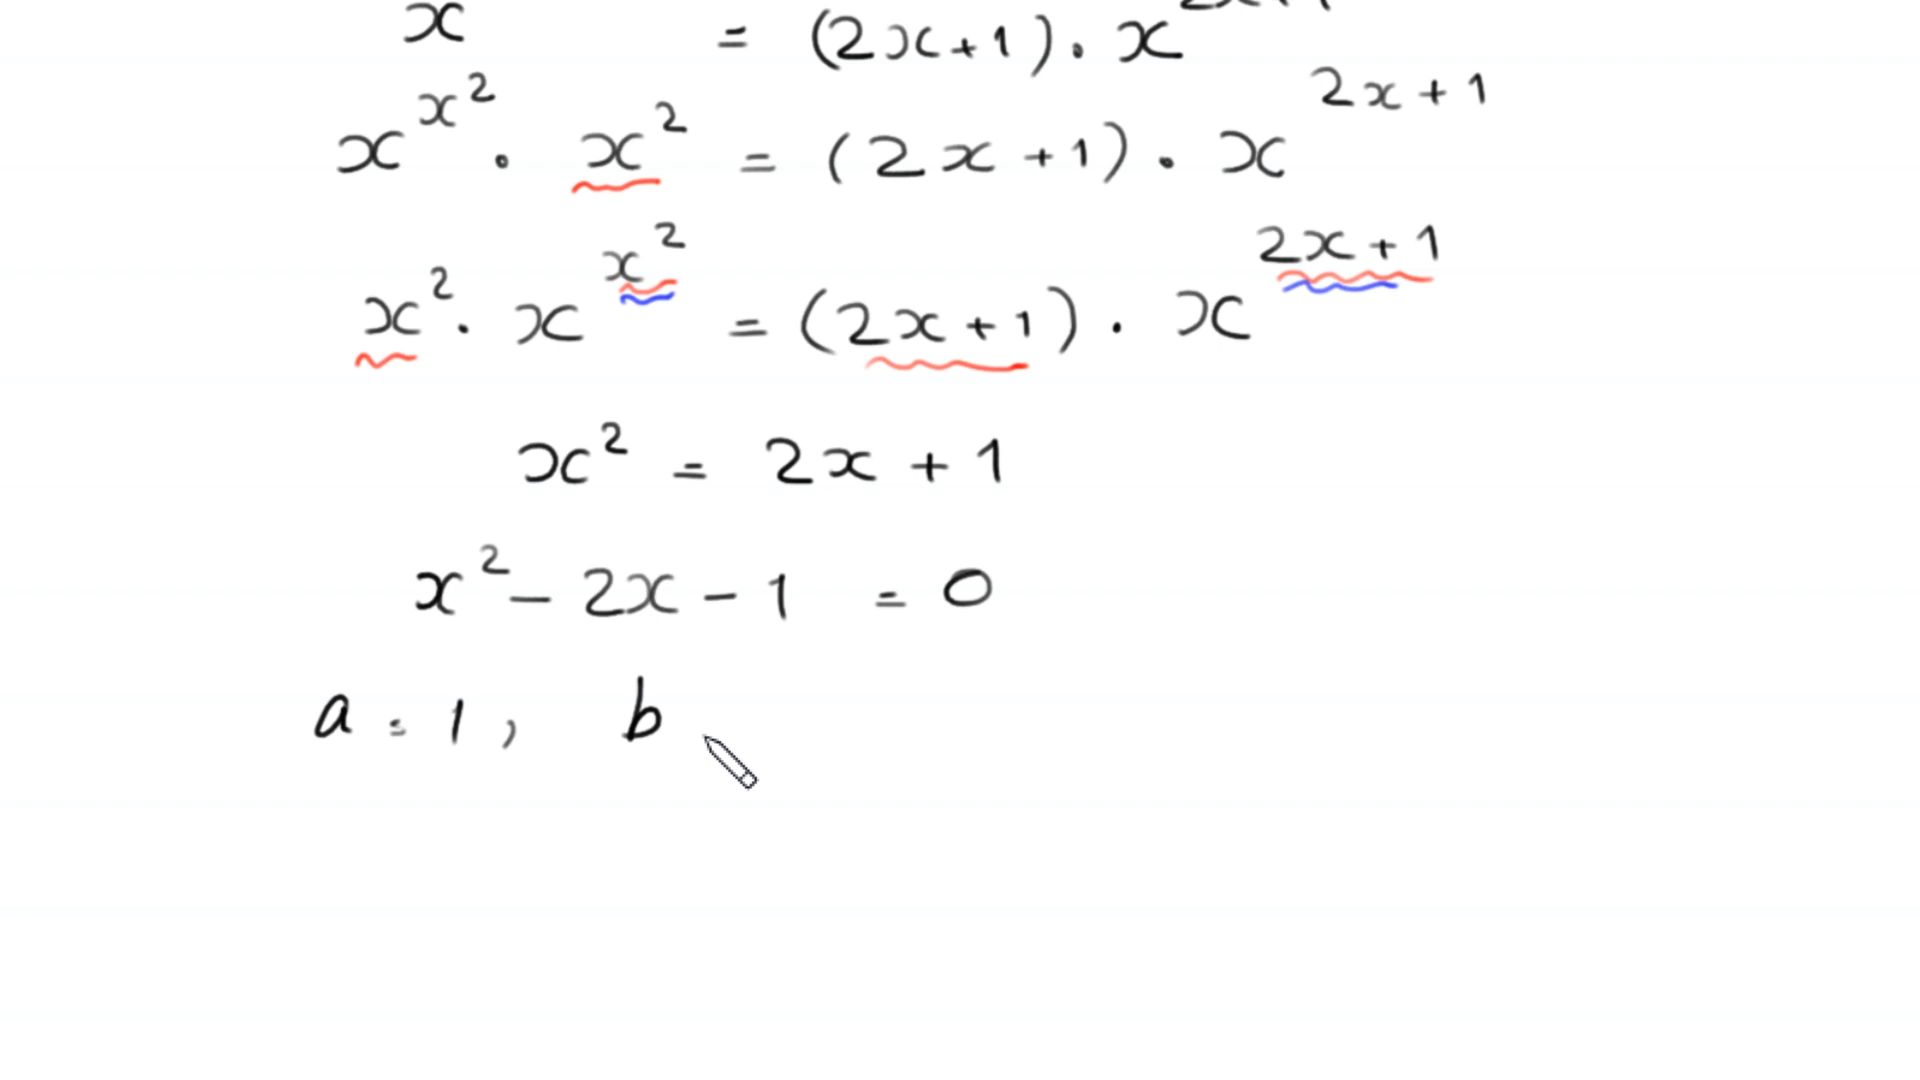 x = (2x+1) · x
x^{x^2} · x^2 = (2x+1) · x^{2x+1}
x^2 · x^{x^2} = (2x+1) · x^{2x+1}
x^2 = 2x + 1
x^2 - 2x - 1 = 0
a = 1, b